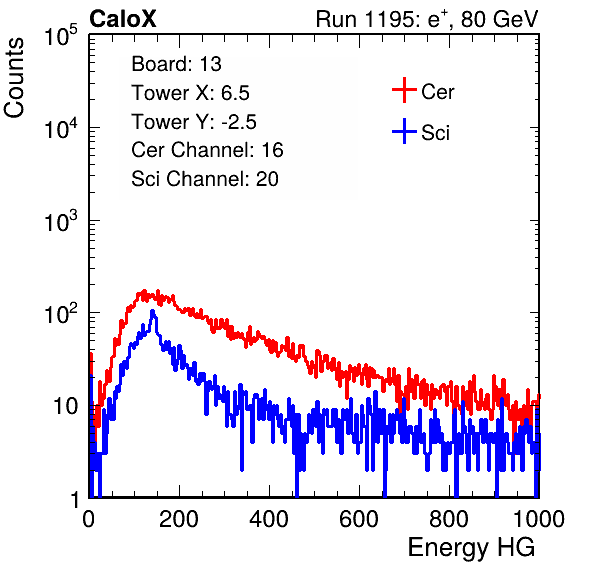 CaloX Run 1195: e⁺, 80 GeV
Board: 13
Tower X: 6.5
Tower Y: -2.5
Cer Channel: 16
Sci Channel: 20
Cer
Sci
Counts
10⁵
10⁴
10³
10²
10
1
0 200 400 600 800 1000
Energy HG